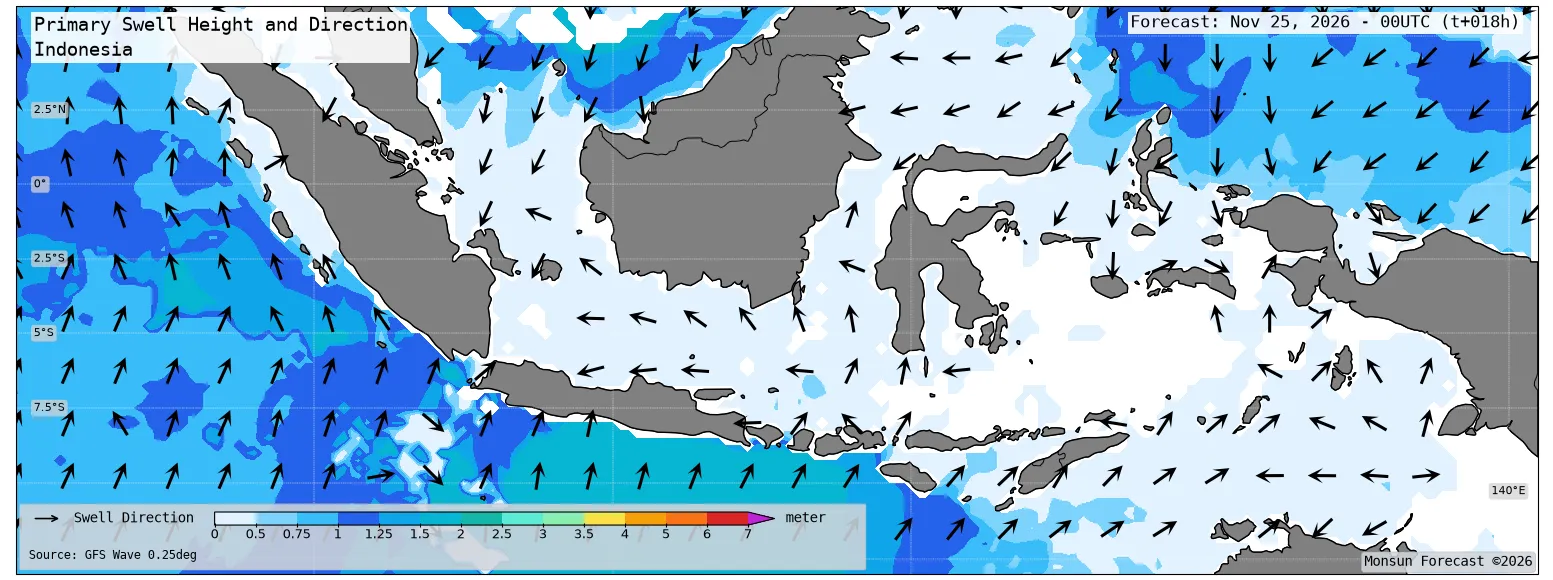 Primary Swell Height and Direction
Indonesia
Forecast: Nov 25, 2026 - 00UTC (t+018h)
2.5°N
0°
2.5°S
5°S
7.5°S
140°E
Swell Direction
meter
0 0.5 0.75 1 1.25 1.5 2 2.5 3 3.5 4 5 6 7
Source: GFS Wave 0.25deg
Monsun Forecast ©2026